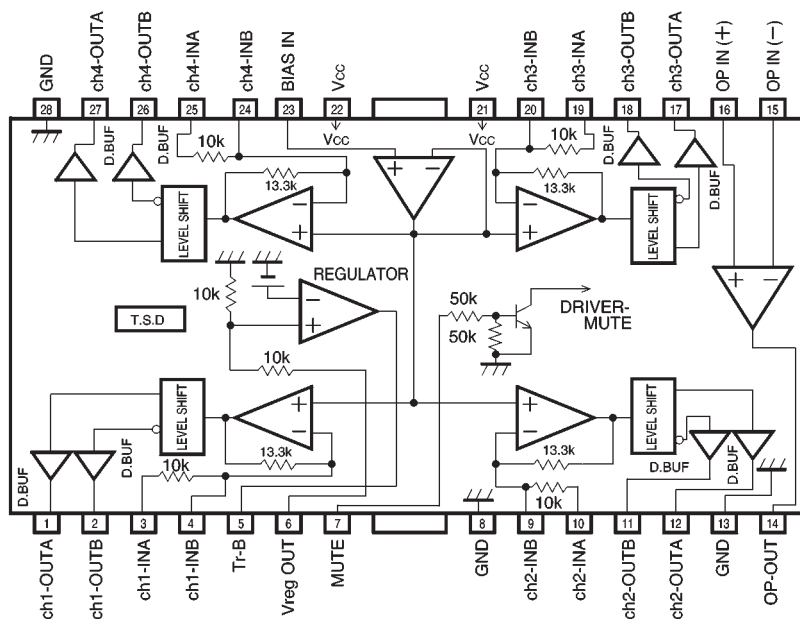 GND
ch4-OUTA
ch4-OUTB
ch4-INA
ch4-INB
BIAS IN
Vcc
Vcc
ch3-INB
ch3-INA
ch3-OUTB
ch3-OUTA
OP IN (+)
OP IN (−)
28 27 26 25 24 23 22 21 20 19 18 17 16 15
D.BUF
D.BUF
10k
Vcc
Vcc
10k
D.BUF
D.BUF
13.3k
13.3k
LEVEL SHIFT
LEVEL SHIFT
−
+
+ −
−
+
+ −
REGULATOR
10k
−
+
50k
50k
DRIVER-
MUTE
T.S.D
10k
LEVEL SHIFT
+
−
+
−
LEVEL SHIFT
13.3k
13.3k
D.BUF
D.BUF
10k
D.BUF
D.BUF
10k
1 2 3 4 5 6 7 8 9 10 11 12 13 14
ch1-OUTA
ch1-OUTB
ch1-INA
ch1-INB
Tr-B
Vreg OUT
MUTE
GND
ch2-INB
ch2-INA
ch2-OUTB
ch2-OUTA
GND
OP-OUT